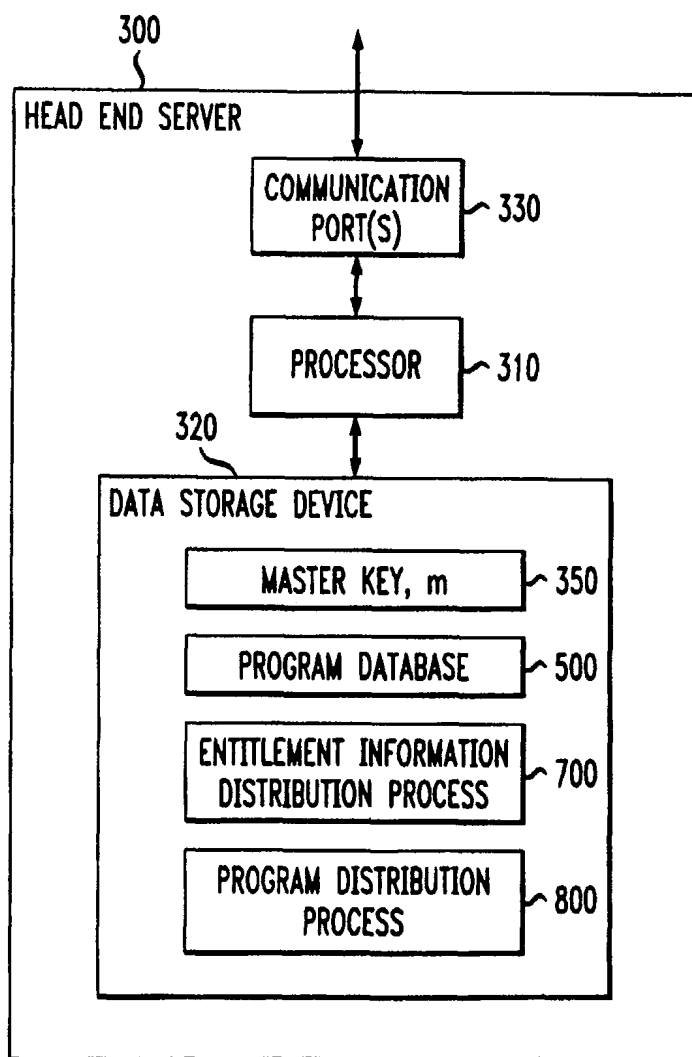 300
HEAD END SERVER
COMMUNICATION
PORT(S)
330
PROCESSOR
310
320
DATA STORAGE DEVICE
MASTER KEY, m
350
PROGRAM DATABASE
500
ENTITLEMENT INFORMATION
DISTRIBUTION PROCESS
700
PROGRAM DISTRIBUTION
PROCESS
800